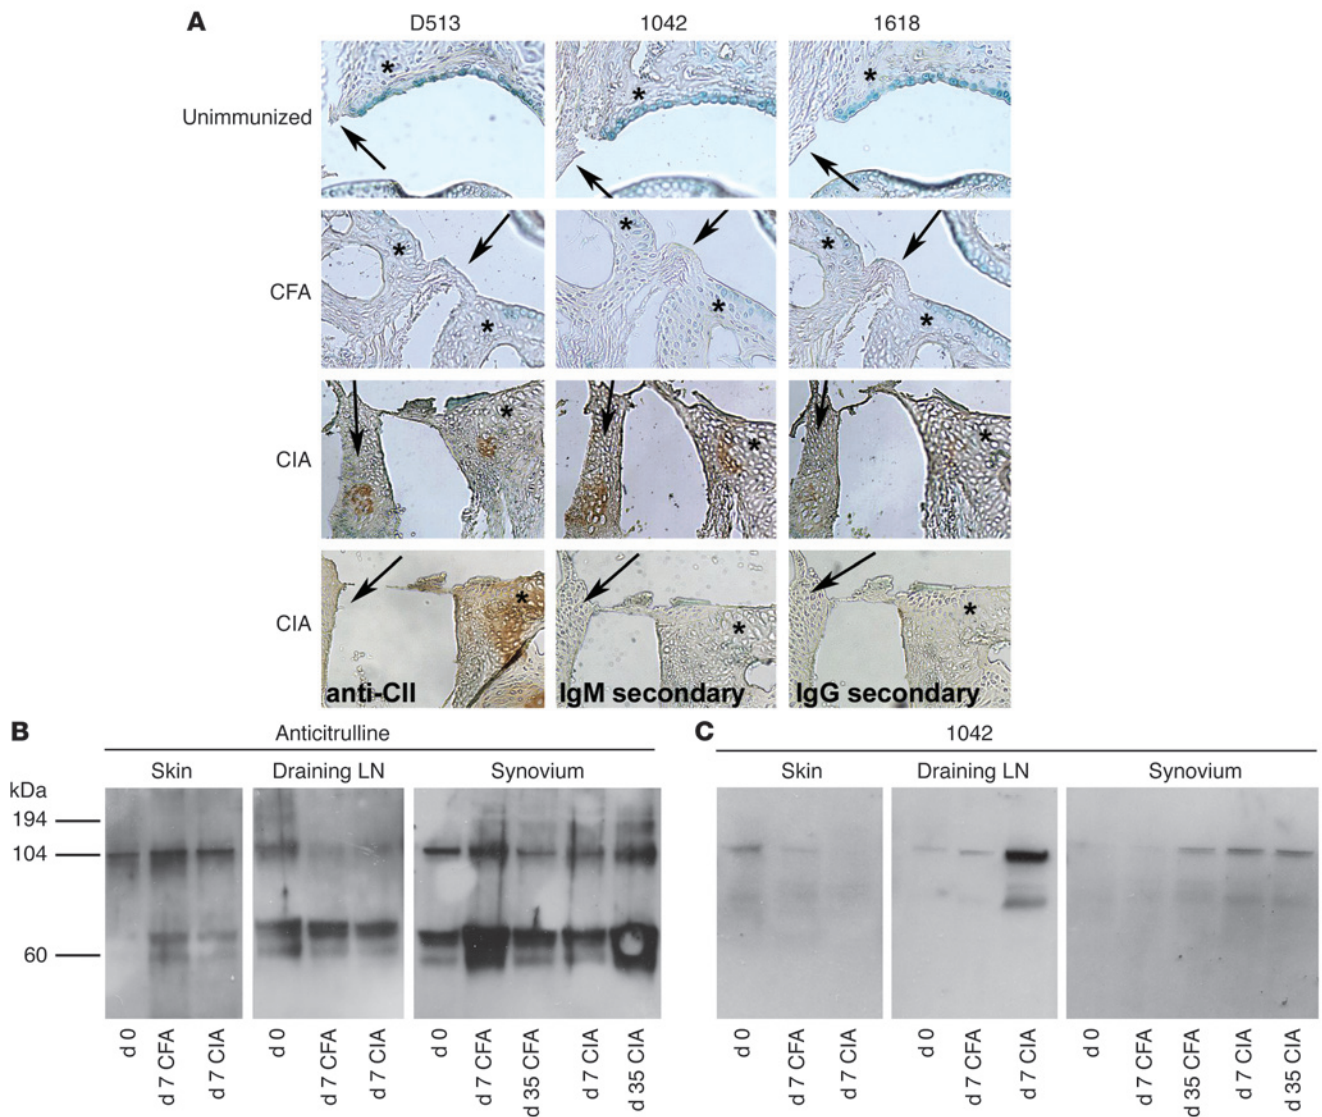 A
D513 1042 1618
Unimmunized
* * *
CFA
* * *
* * *
CIA
* * *
CIA
* * *
anti-CII IgM secondary IgG secondary
B C
Anticitrulline 1042
Skin Draining LN Synovium Skin Draining LN Synovium
kDa
194
104
60
d 0 d 7 CFA d 7 CIA d 0 d 7 CFA d 7 CIA d 0 d 7 CFA d 35 CFA d 7 CIA d 35 CIA d 0 d 7 CFA d 7 CIA d 0 d 7 CFA d 7 CIA d 0 d 7 CFA d 35 CFA d 7 CIA d 35 CIA